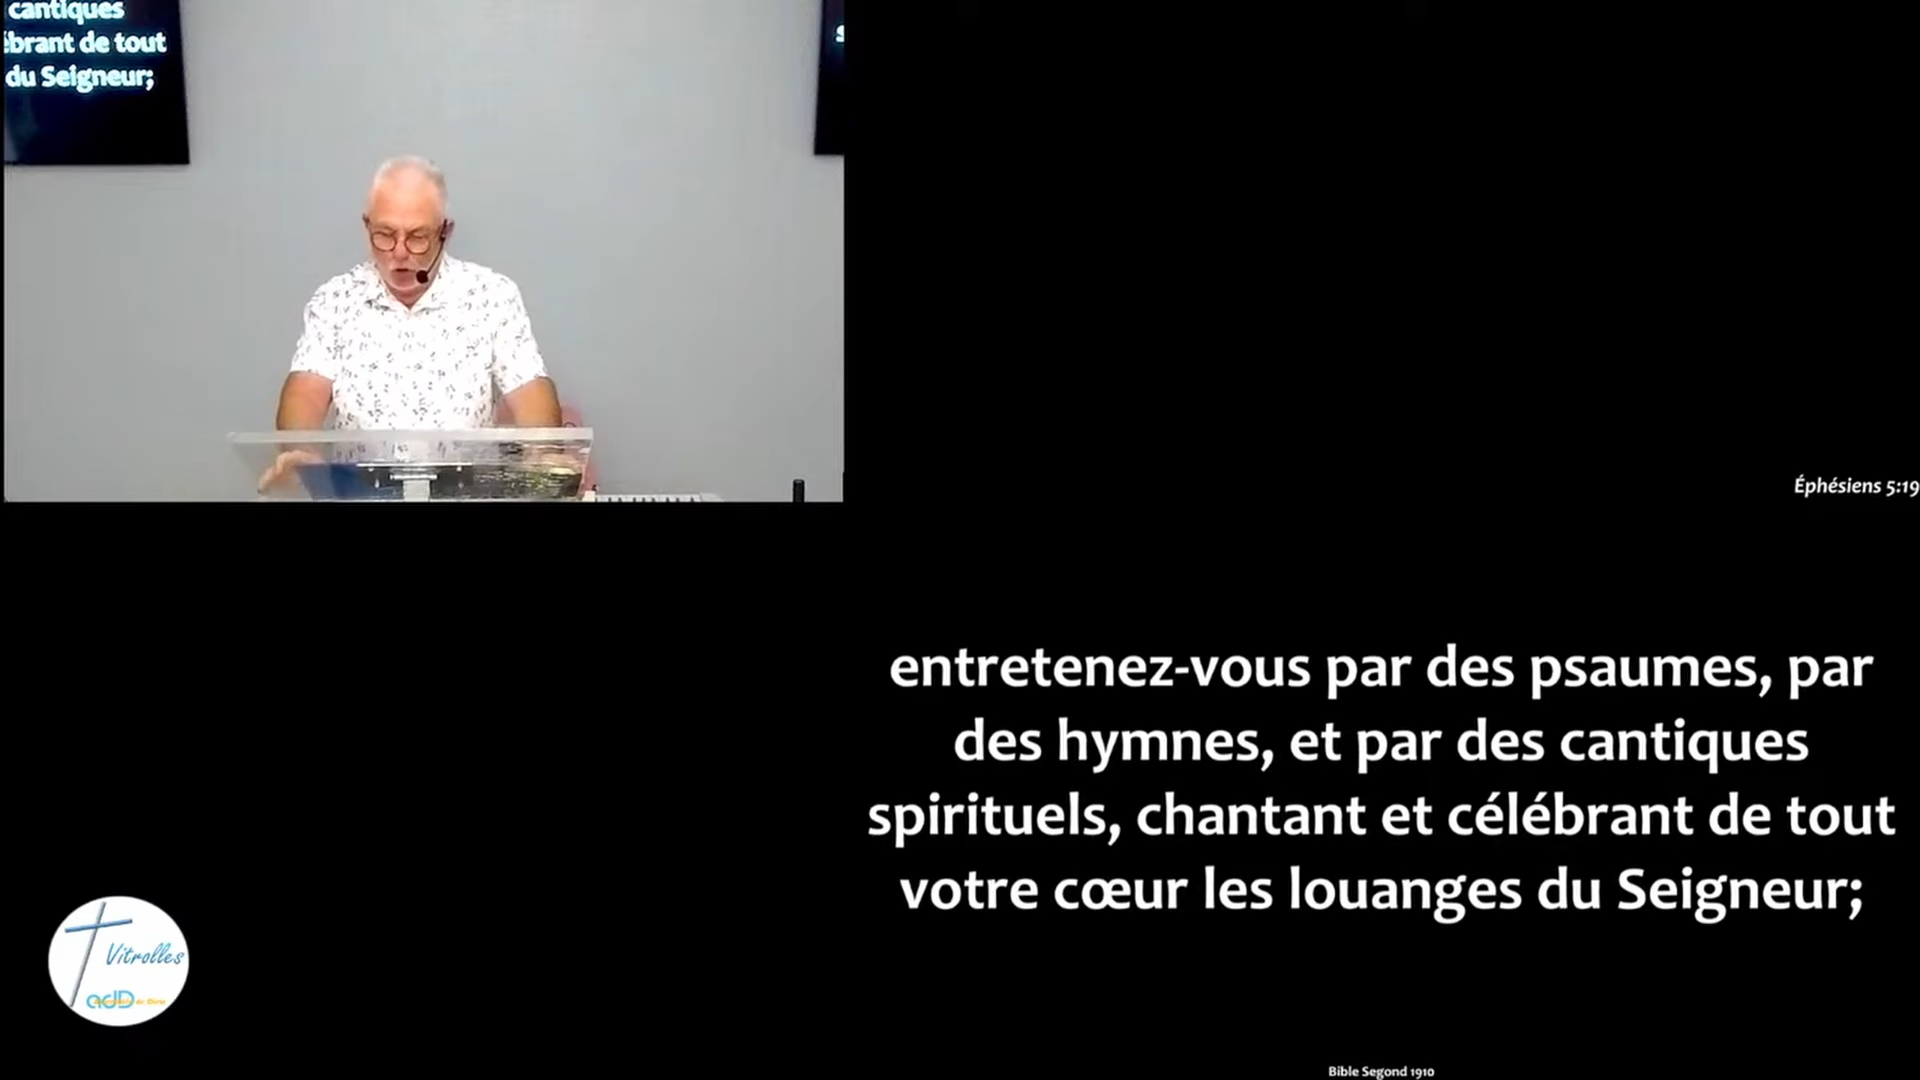 cantiques
ébrant de tout
du Seigneur;
s
Éphésiens 5:19
entretenez-vous par des psaumes, par
des hymnes, et par des cantiques
spirituels, chantant et célébrant de tout
votre cœur les louanges du Seigneur;
Vitrolles
adD
Bible Segond 1910